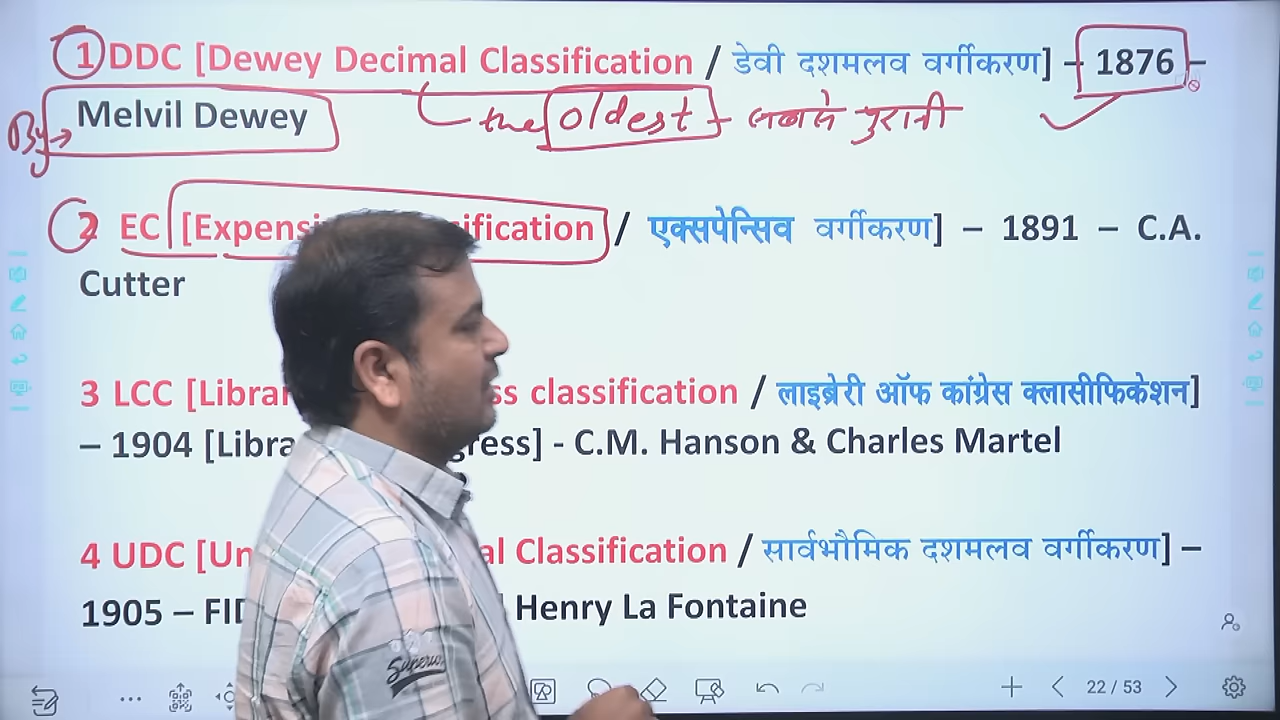 1 DDC [Dewey Decimal Classification / डेवी दशमलव वर्गीकरण] – 1876 –
By → Melvil Dewey the oldest - सबसे पुरानी
2 EC [Expensi sification / एक्सपेन्सिव वर्गीकरण] – 1891 – C.A.
Cutter
3 LCC [Librar ss classification / लाइब्रेरी ऑफ कांग्रेस क्लासीफिकेशन]
– 1904 [Libra gress] - C.M. Hanson & Charles Martel
4 UDC [Un al Classification / सार्वभौमिक दशमलव वर्गीकरण] –
1905 – FID Henry La Fontaine
Superior
22 / 53